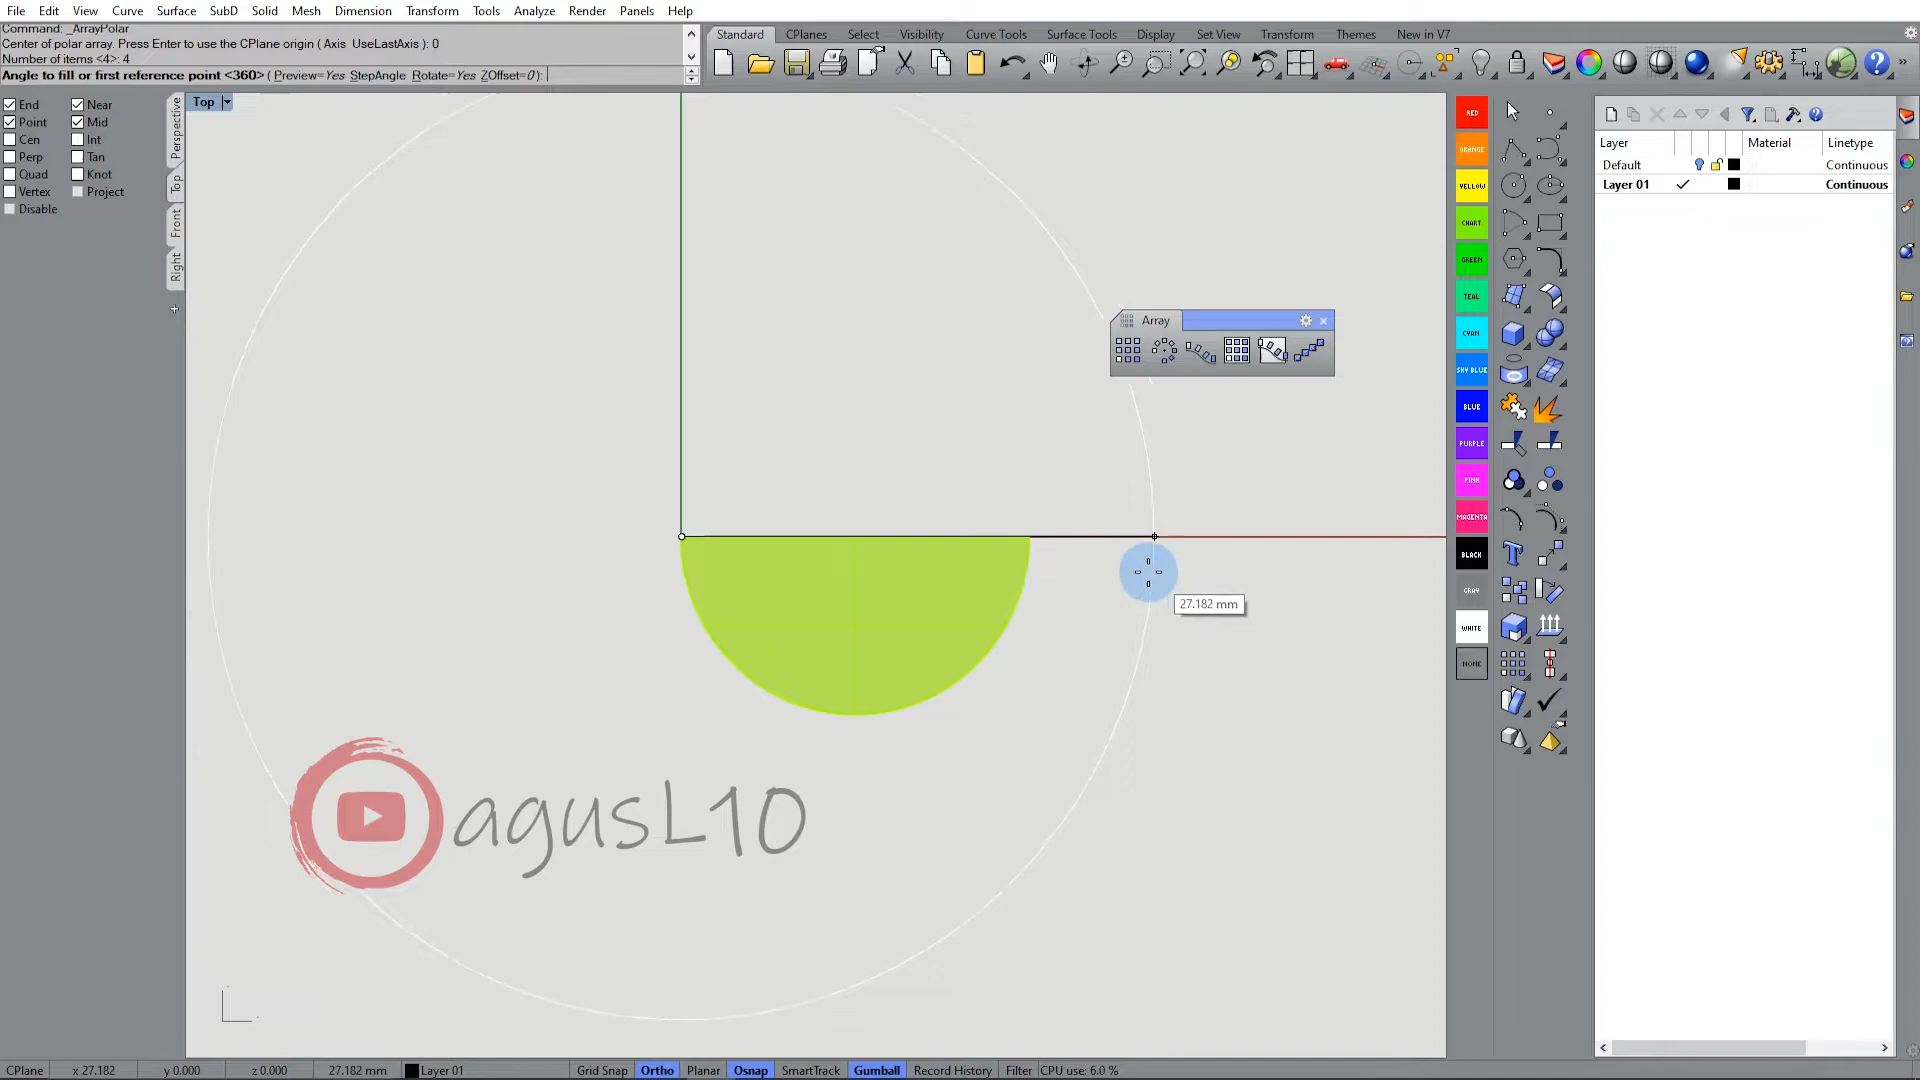 File Edit View Curve Surface SubD Solid Mesh Dimension Transform Tools Analyze Render Panels Help
Command: _ArrayPolar
Center of polar array. Press Enter to use the CPlane origin ( Axis UseLastAxis ): 0
Number of items <4>: 4
Angle to fill or first reference point <360> ( Preview=Yes StepAngle Rotate=Yes ZOffset=0 ):
Standard CPlanes Select Visibility Curve Tools Surface Tools Display Set View Transform Themes New in V7
End Near
Point Mid
Cen Int
Perp Tan
Quad Knot
Vertex Project
Disable
Perspective
Top
Front
Right
Top
Array
27.182 mm
agusL10
RED
ORANGE
YELLOW
CHART
GREEN
TEAL
CYAN
SKY BLUE
BLUE
PURPLE
PINK
MAGENTA
BLACK
GRAY
WHITE
NONE
Layer Material Linetype
Default Continuous
Layer 01 Continuous
CPlane x 27.182 y 0.000 z 0.000 27.182 mm Layer 01 Grid Snap Ortho Planar Osnap SmartTrack Gumball Record History Filter CPU use: 6.0 %